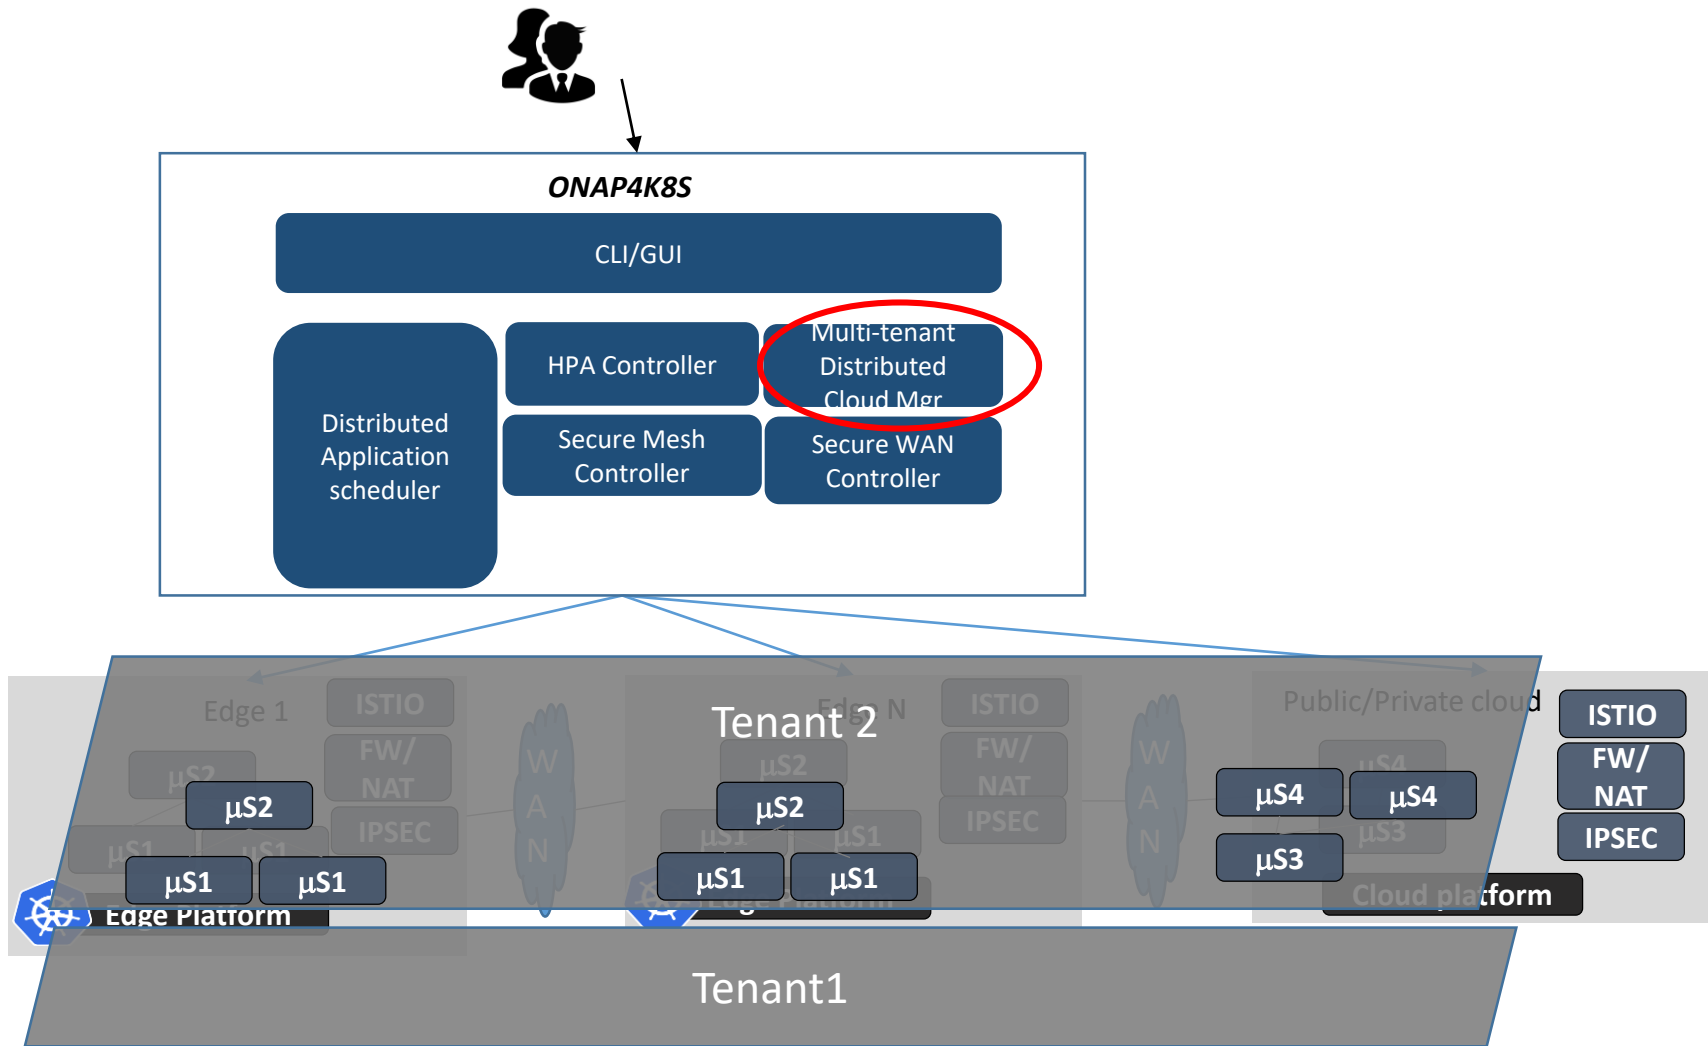 ONAP4K8S
CLI/GUI
Distributed
Application
scheduler
HPA Controller
Multi-tenant
Distributed
Cloud Mgr
Secure Mesh
Controller
Secure WAN
Controller
Tenant 2
Edge 1
ISTIO
FW/
NAT
IPSEC
μS2
μS1
μS1
μS2
μS1
μS1
Edge Platform
W
A
N
Edge N
ISTIO
FW/
NAT
IPSEC
μS2
μS1
μS1
μS2
μS1
μS1
Edge Platform
W
A
N
Public/Private cloud
ISTIO
FW/
NAT
IPSEC
μS4
μS3
μS4
μS4
μS3
Cloud platform
Tenant1